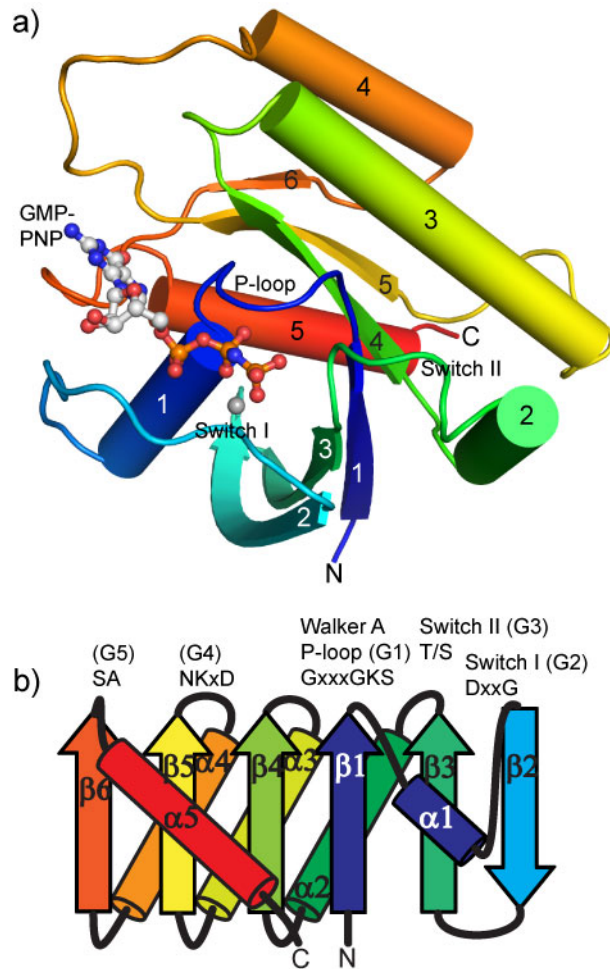 a)
4
3
6
GMP-
PNP
P-loop
5
5
C
4
Switch II
1
2
Switch I
3
1
2
N
b)
(G5)
SA
(G4)
NKxD
Walker A
P-loop (G1)
GxxxGKS
Switch II (G3)
T/S
Switch I (G2)
DxxG
β6
β5
α4
β4
α3
β1
β3
β2
α5
α1
α2
C
N